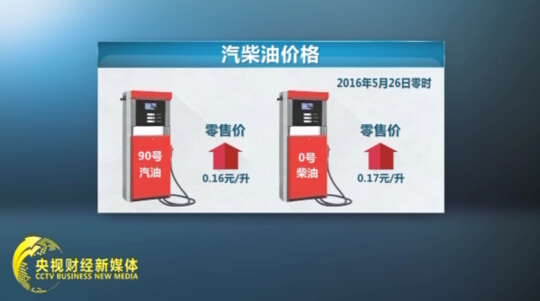 汽柴油价格
2016年5月26日零时
90号
汽油
零售价
0.16元/升
0号
柴油
零售价
0.17元/升
央视财经新媒体
CCTV BUSINESS NEW MEDIA